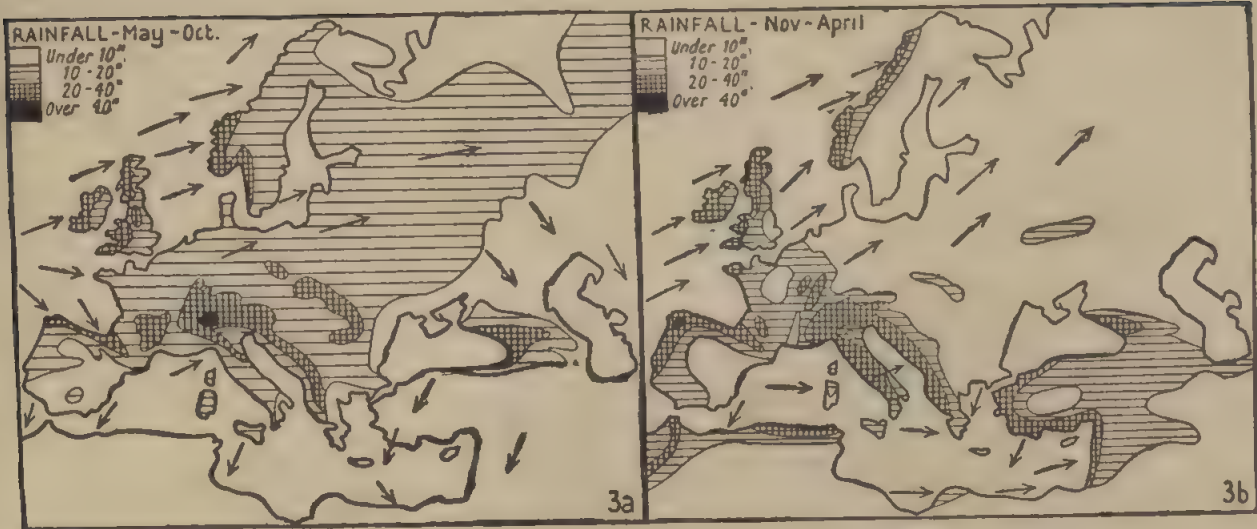 RAINFALL - May - Oct.
Under 10".
10 - 20"
20 - 40"
Over 40"
3a
RAINFALL - Nov - April
Under 10"
10 - 20"
20 - 40"
Over 40"
3b